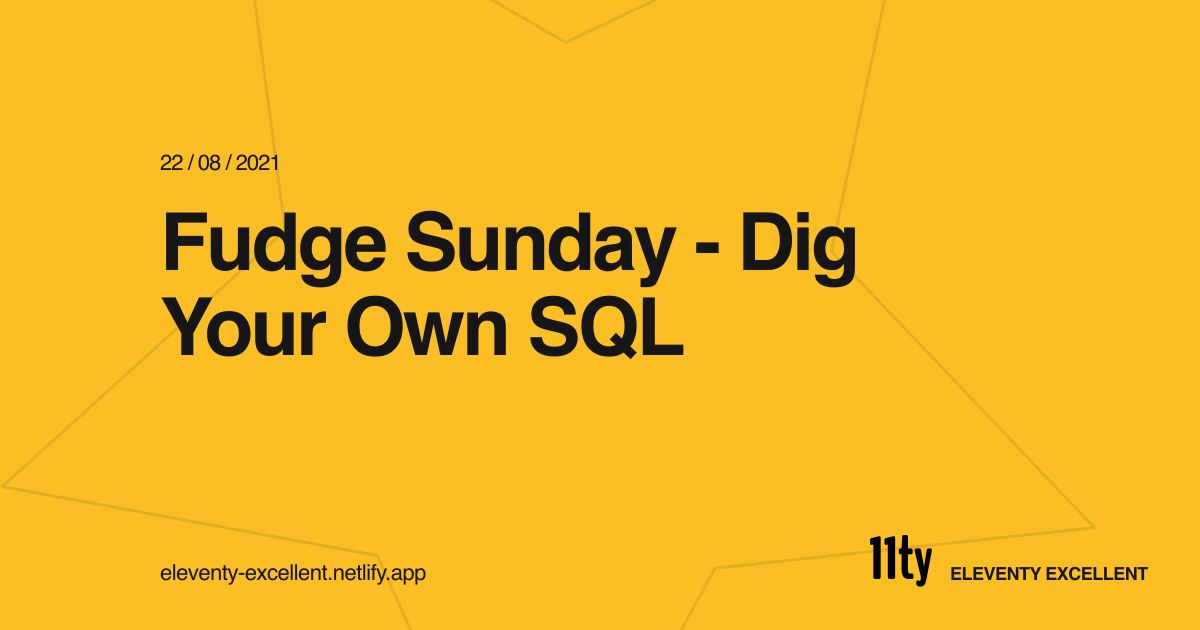 22 / 08 / 2021
Fudge Sunday - Dig
Your Own SQL
eleventy-excellent.netlify.app
11ty ELEVENTY EXCELLENT